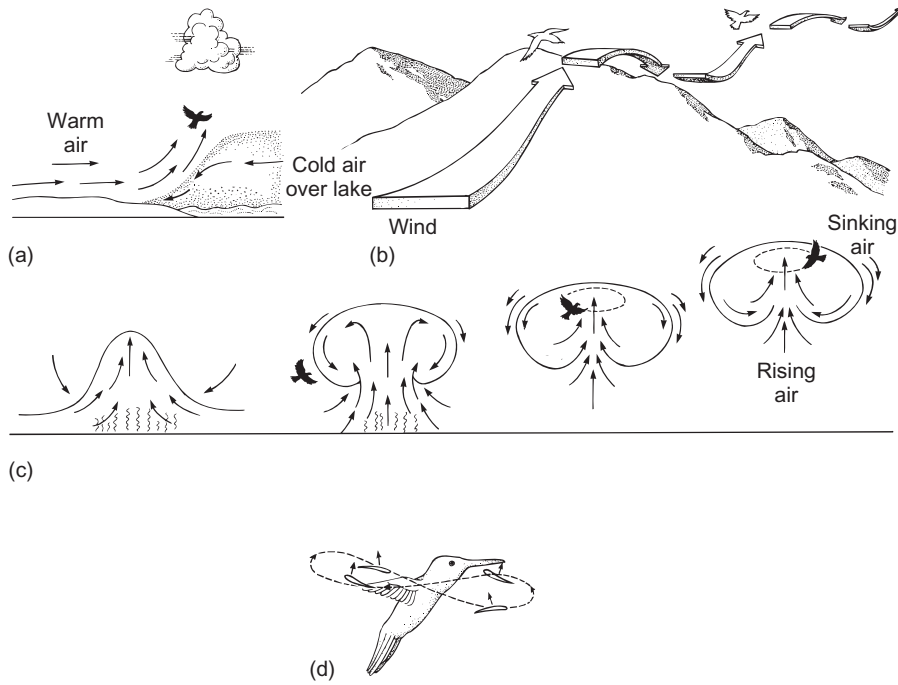 Warm
air
Cold air
over lake
Wind
(a)
(b)
Sinking
air
Rising
air
(c)
(d)